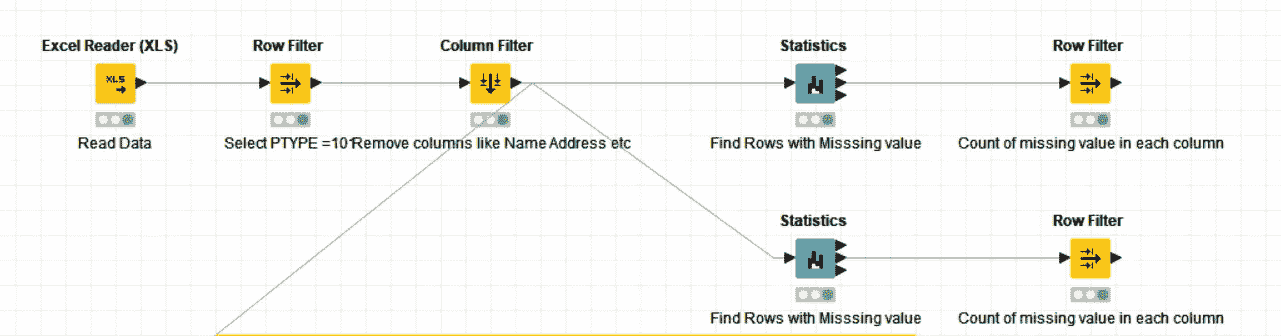 Excel Reader (XLS)
Row Filter
Column Filter
Statistics
Row Filter
XLS
Read Data
Select PTYPE =101
Remove columns like Name Address etc
Find Rows with Misssing value
Count of missing value in each column
Statistics
Row Filter
Find Rows with Misssing value
Count of missing value in each column